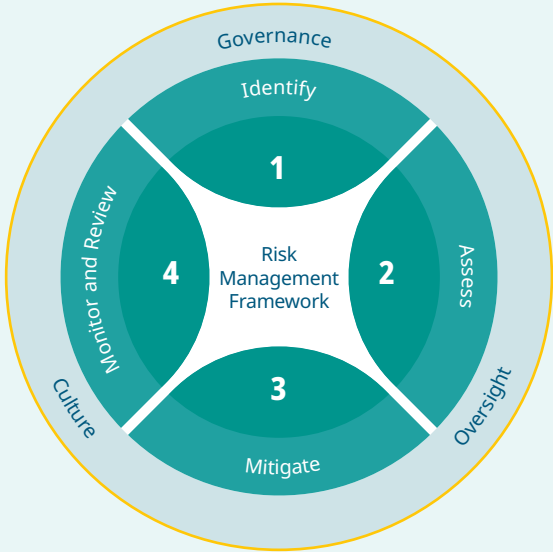 Governance
Identify
1
Assess
2
Risk
Management
Framework
3
Mitigate
4
Monitor and Review
Culture
Oversight